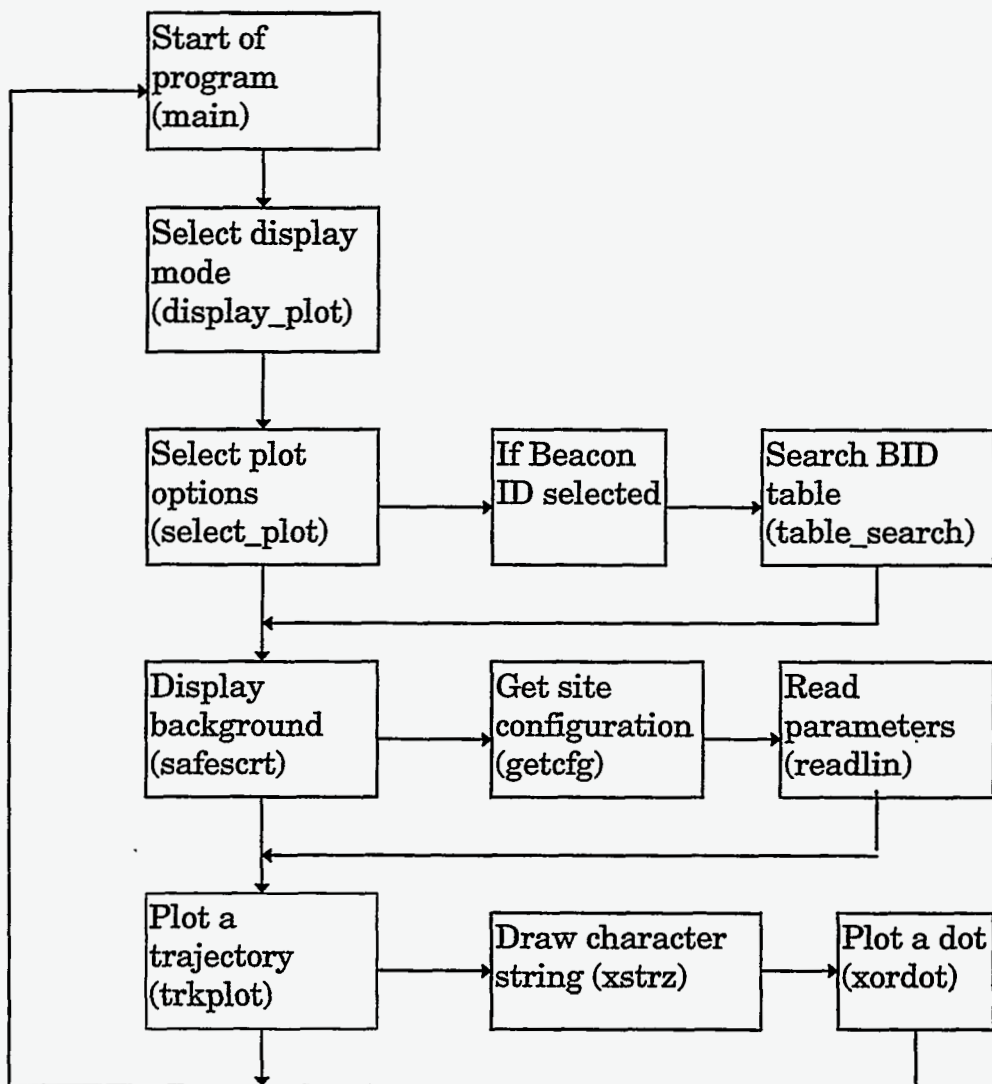 Start of
program
(main)
Select display
mode
(display_plot)
Select plot
options
(select_plot)
If Beacon
ID selected
Search BID
table
(table_search)
Display
background
(safescrt)
Get site
configuration
(getcfg)
Read
parameters
(readlin)
Plot a
trajectory
(trkplot)
Draw character
string (xstrz)
Plot a dot
(xordot)